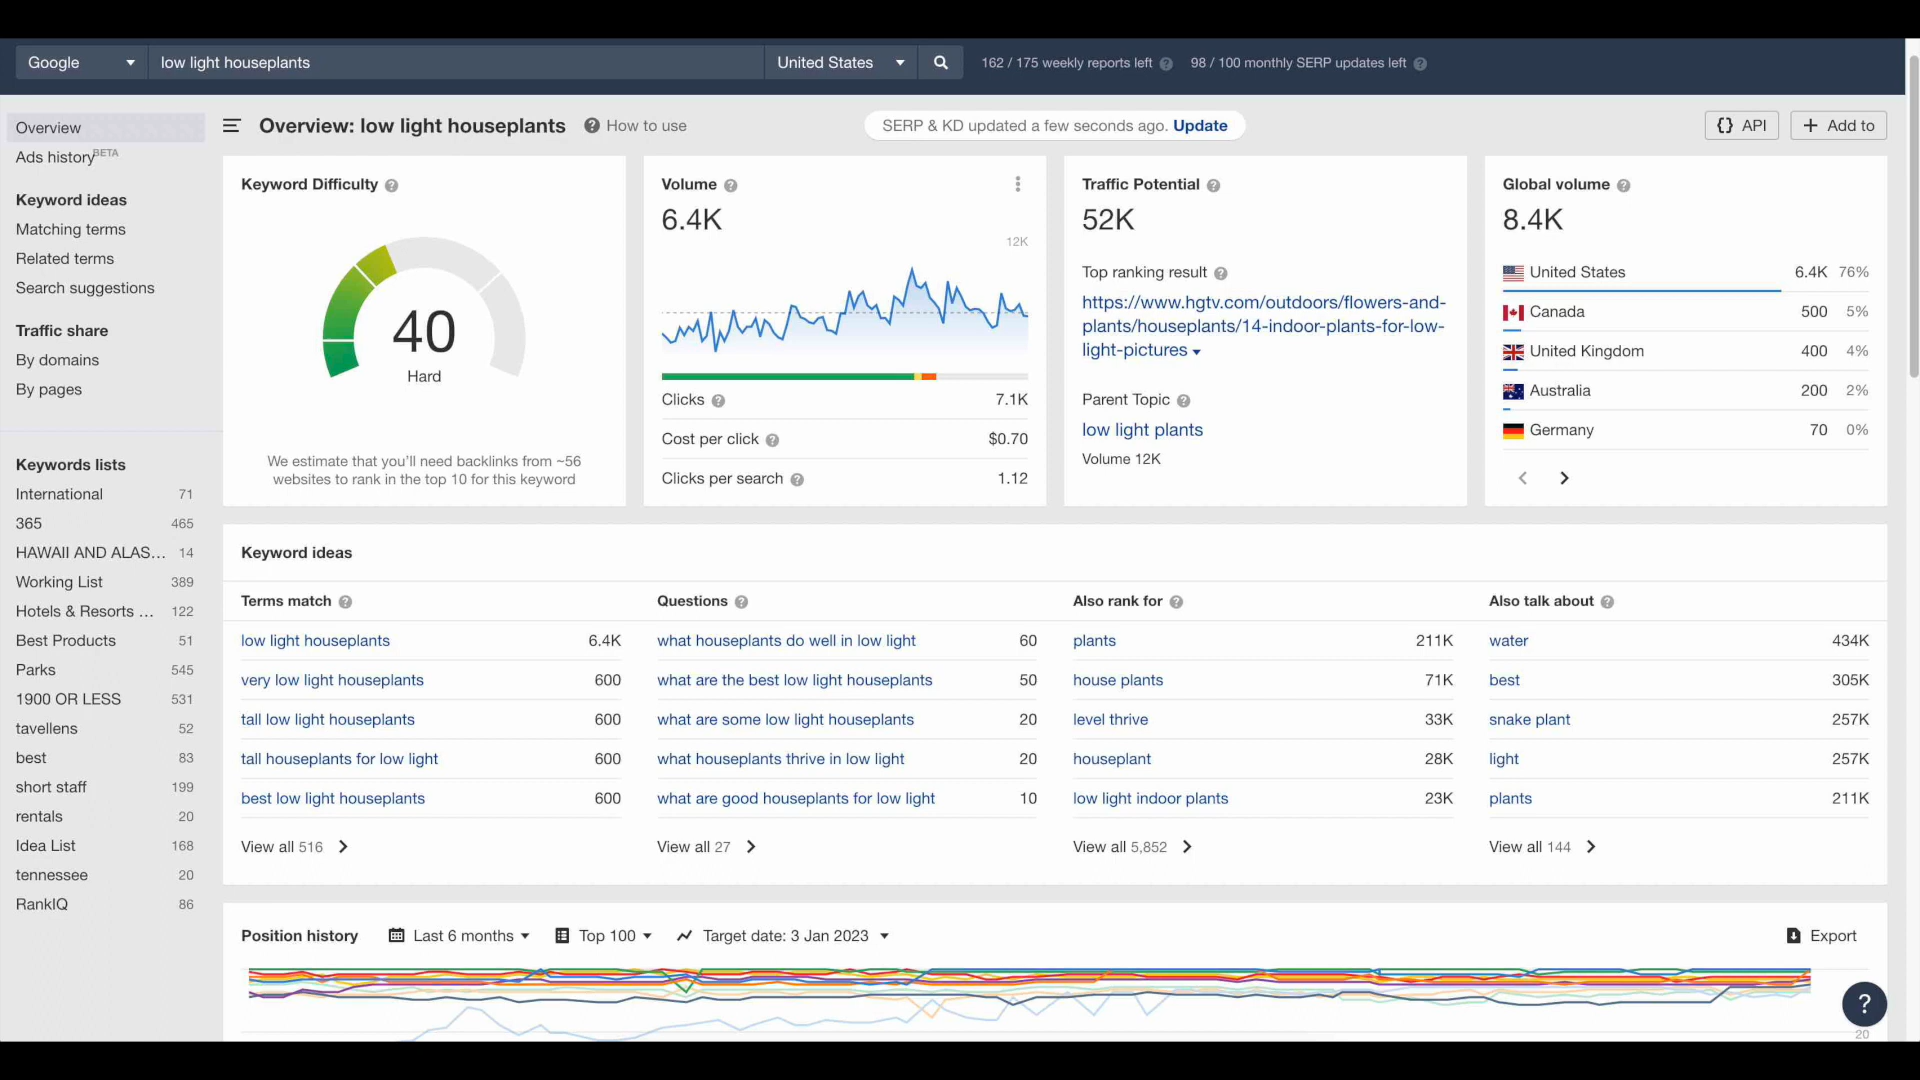 Google
low light houseplants
United States
162 / 175 weekly reports left
98 / 100 monthly SERP updates left
Overview
Ads history BETA
Keyword ideas
Matching terms
Related terms
Search suggestions
Traffic share
By domains
By pages
Keywords lists
International 71
365 465
HAWAII AND ALAS... 14
Working List 389
Hotels & Resorts ... 122
Best Products 51
Parks 545
1900 OR LESS 531
tavellens 52
best 83
short staff 199
rentals 20
Idea List 168
tennessee 20
RankIQ 86
Overview: low light houseplants
? How to use
SERP & KD updated a few seconds ago. Update
{} API
+ Add to
Keyword Difficulty ?
40
Hard
We estimate that you'll need backlinks from ~56
websites to rank in the top 10 for this keyword
Volume ?
6.4K
12K
Clicks ? 7.1K
Cost per click ? $0.70
Clicks per search ? 1.12
Traffic Potential ?
52K
Top ranking result ?
https://www.hgtv.com/outdoors/flowers-and-
plants/houseplants/14-indoor-plants-for-low-
light-pictures
Parent Topic ?
low light plants
Volume 12K
Global volume ?
8.4K
United States 6.4K 76%
Canada 500 5%
United Kingdom 400 4%
Australia 200 2%
Germany 70 0%
Keyword ideas
Terms match ?
low light houseplants 6.4K
very low light houseplants 600
tall low light houseplants 600
tall houseplants for low light 600
best low light houseplants 600
View all 516
Questions ?
what houseplants do well in low light 60
what are the best low light houseplants 50
what are some low light houseplants 20
what houseplants thrive in low light 20
what are good houseplants for low light 10
View all 27
Also rank for ?
plants 211K
house plants 71K
level thrive 33K
houseplant 28K
low light indoor plants 23K
View all 5,852
Also talk about ?
water 434K
best 305K
snake plant 257K
light 257K
plants 211K
View all 144
Position history
Last 6 months
Top 100
Target date: 3 Jan 2023
Export
?
20